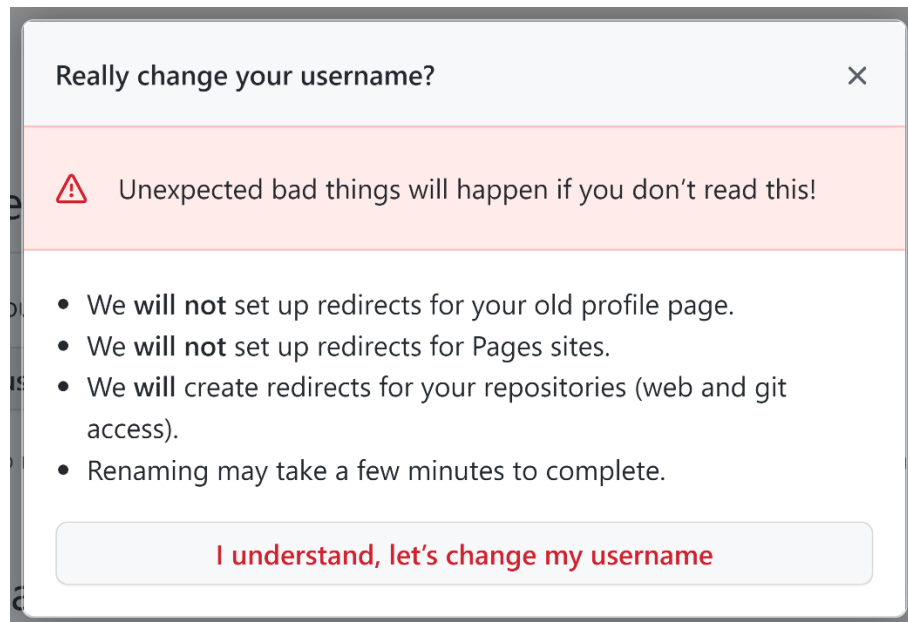 Really change your username?
Unexpected bad things will happen if you don’t read this!
We will not set up redirects for your old profile page.
We will not set up redirects for Pages sites.
We will create redirects for your repositories (web and git
access).
Renaming may take a few minutes to complete.
I understand, let’s change my username